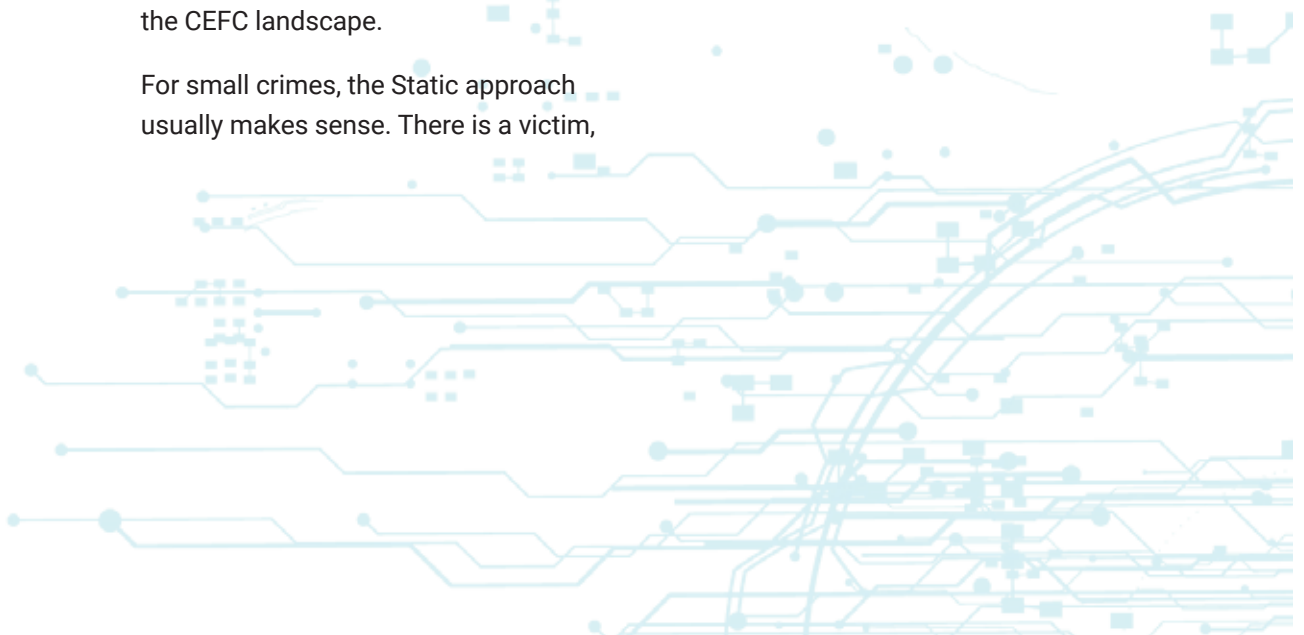 the CEFC landscape.
For small crimes, the Static approach
usually makes sense. There is a victim,